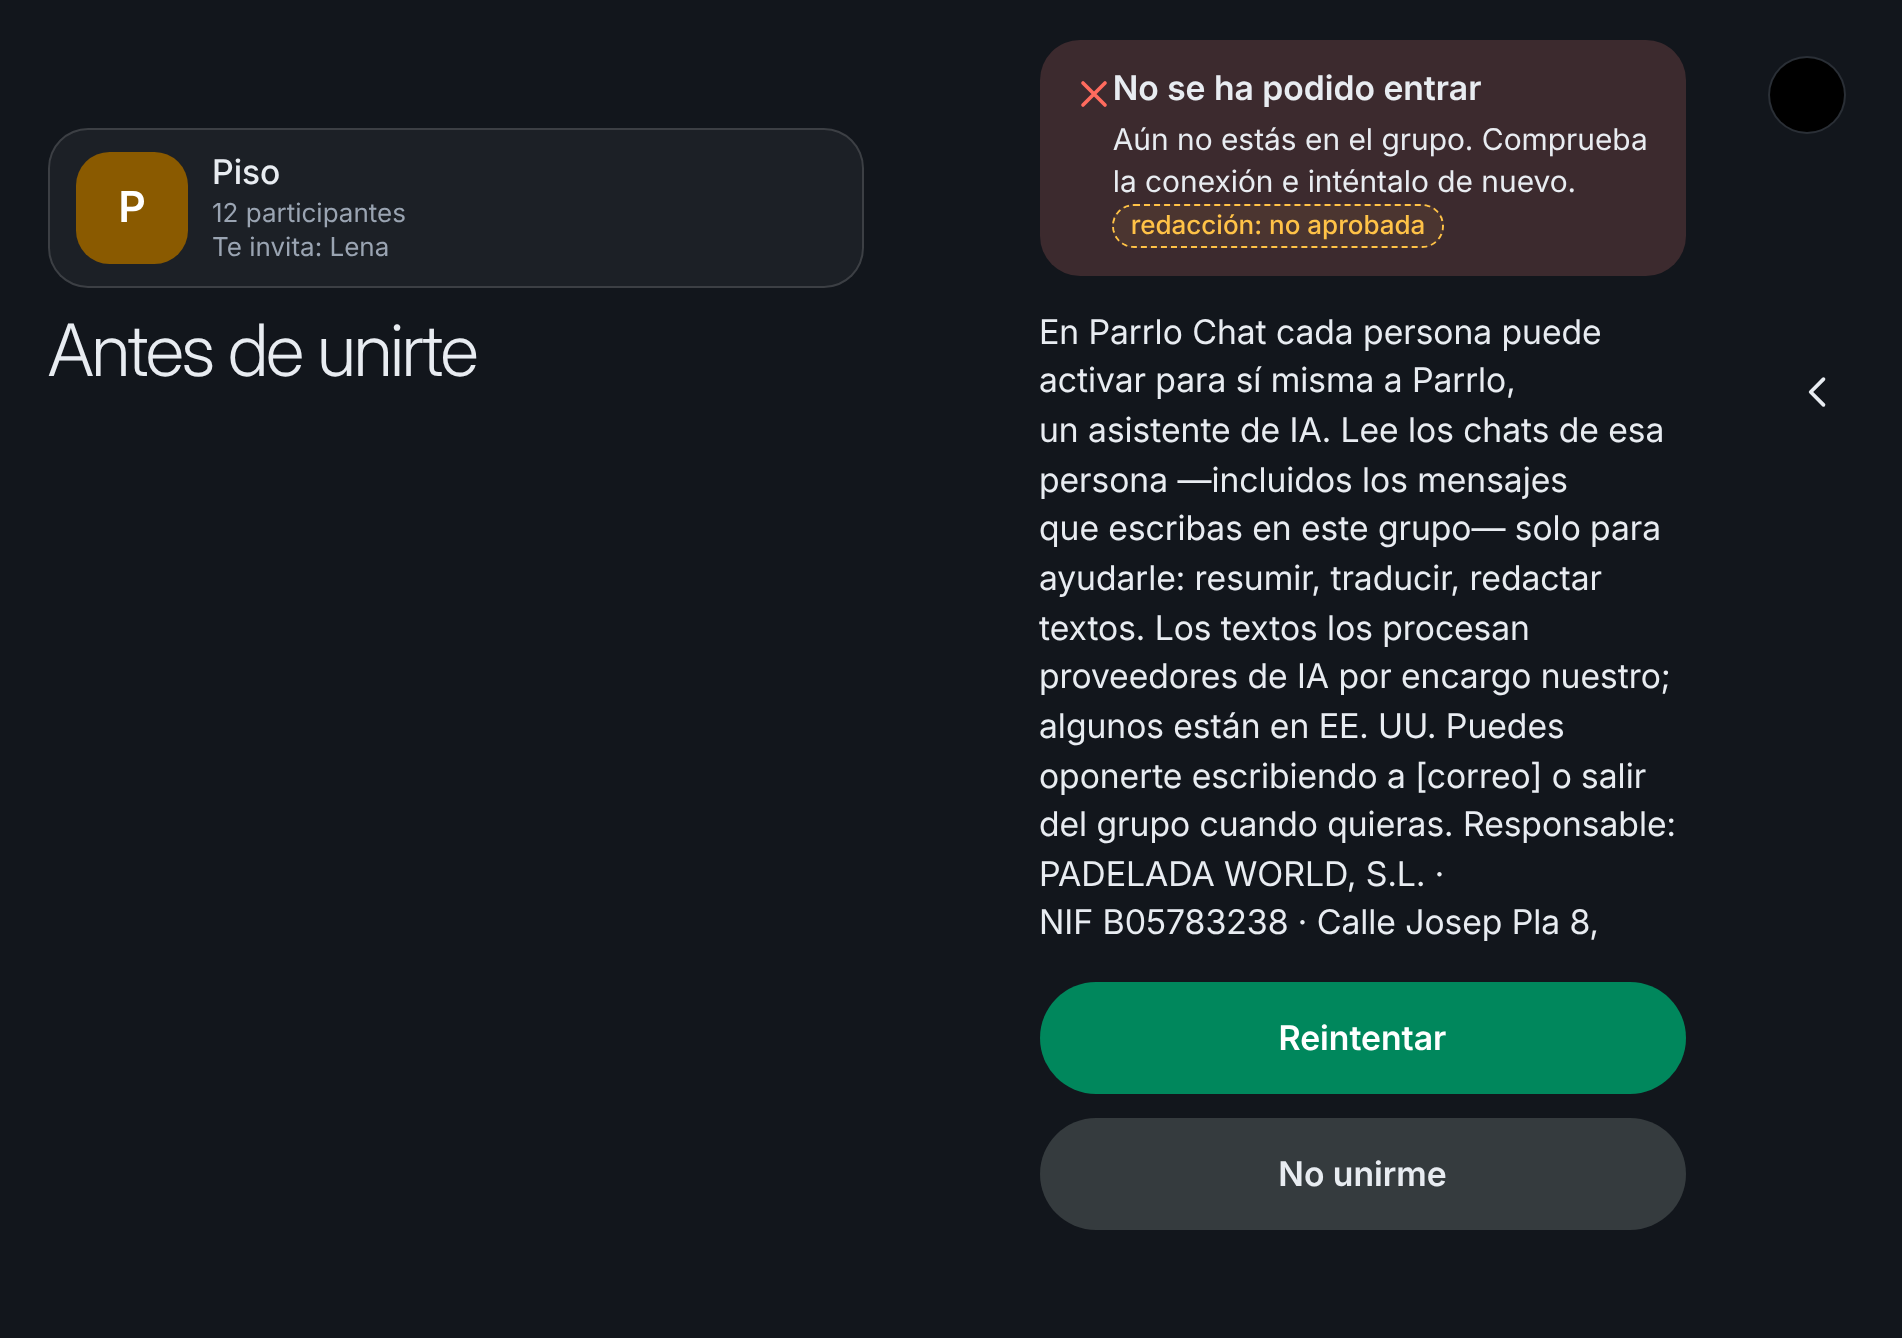 P
Piso
12 participantes
Te invita: Lena
Antes de unirte
No se ha podido entrar
Aún no estás en el grupo. Comprueba
la conexión e inténtalo de nuevo.
redacción: no aprobada
En Parrlo Chat cada persona puede
activar para sí misma a Parrlo,
un asistente de IA. Lee los chats de esa
persona —incluidos los mensajes
que escribas en este grupo— solo para
ayudarle: resumir, traducir, redactar
textos. Los textos los procesan
proveedores de IA por encargo nuestro;
algunos están en EE. UU. Puedes
oponerte escribiendo a [correo] o salir
del grupo cuando quieras. Responsable:
PADELADA WORLD, S.L. ·
NIF B05783238 · Calle Josep Pla 8,
Reintentar
No unirme